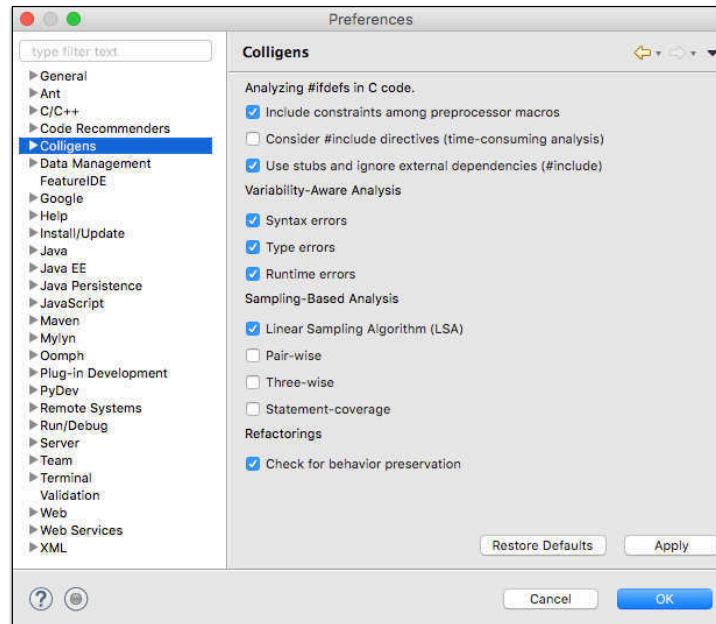 Preferences
type filter text
General
Ant
C/C++
Code Recommenders
Colligens
Data Management
FeatureIDE
Google
Help
Install/Update
Java
Java EE
Java Persistence
JavaScript
Maven
Mylyn
Oomph
Plug-in Development
PyDev
Remote Systems
Run/Debug
Server
Team
Terminal
Validation
Web
Web Services
XML
Colligens
Analyzing #ifdefs in C code.
Include constraints among preprocessor macros
Consider #include directives (time-consuming analysis)
Use stubs and ignore external dependencies (#include)
Variability-Aware Analysis
Syntax errors
Type errors
Runtime errors
Sampling-Based Analysis
Linear Sampling Algorithm (LSA)
Pair-wise
Three-wise
Statement-coverage
Refactorings
Check for behavior preservation
Restore Defaults
Apply
?
Cancel
OK